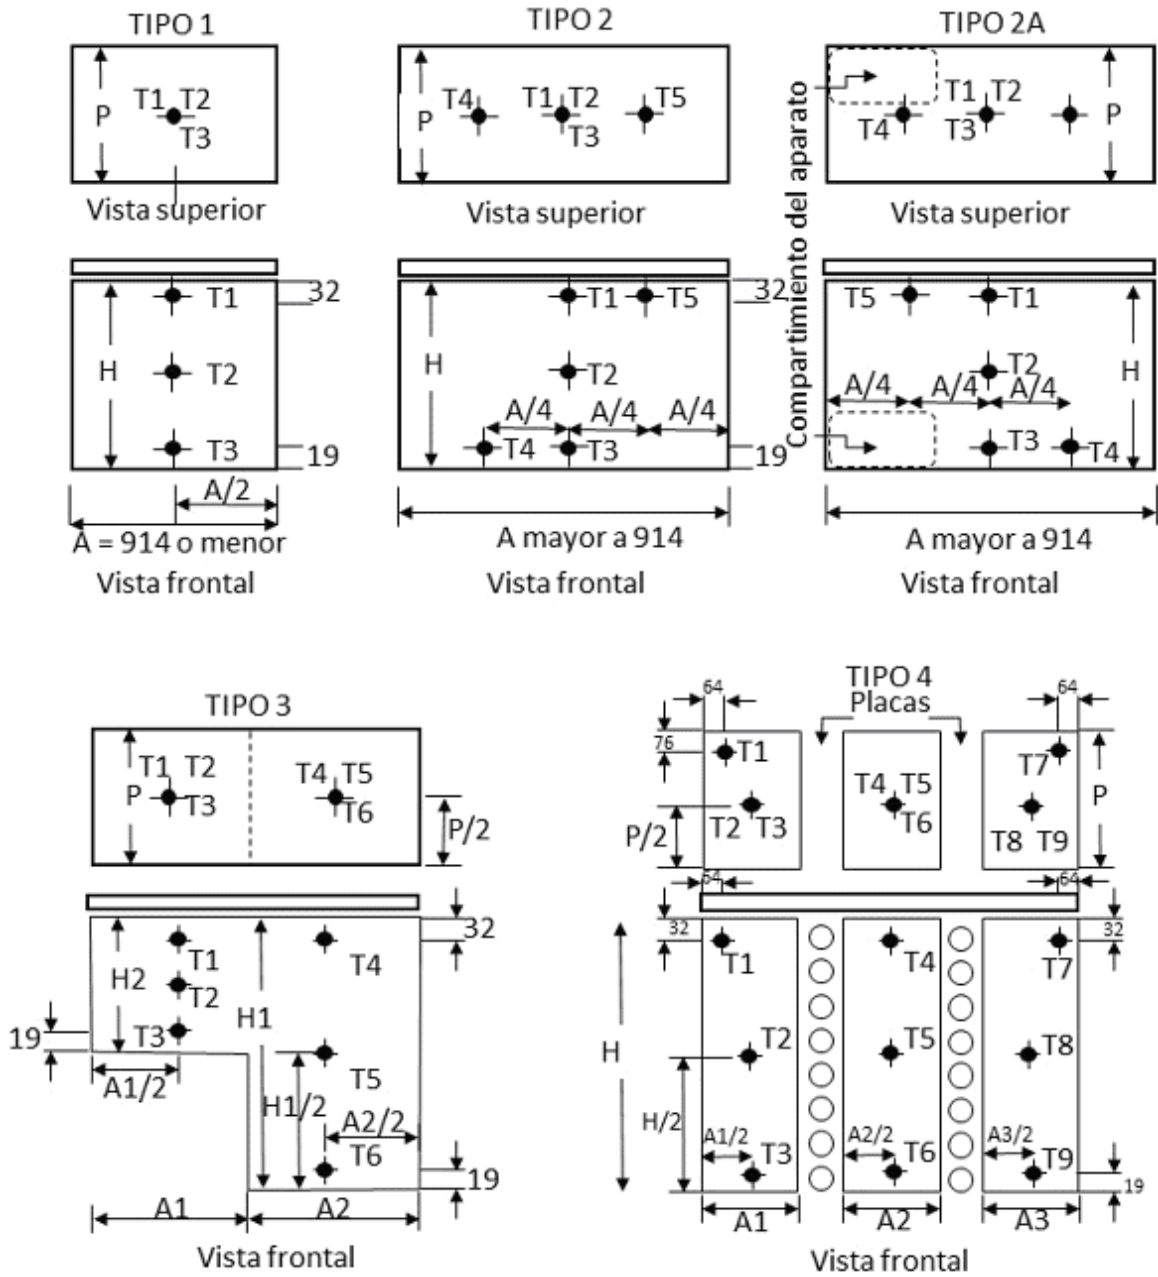 TIPO 1
TIPO 2
TIPO 2A
P
T1 T2
T3
P
T4
T1 T2
T3
T5
T1 T2
T4 T3
P
Compartimiento del aparato
Vista superior
Vista superior
Vista superior
T1
32
T1 T5
32
T5 T1
H
T2
H
T2
T2
H
A/4 A/4 A/4
A/4 A/4
A/4
T3
19
T4 T3
19
T3 T4
A/2
A = 914 o menor
A mayor a 914
A mayor a 914
Vista frontal
Vista frontal
Vista frontal
TIPO 3
T1 T2
P T3
T4 T5
T6
P/2
32
T1
T4
H2
T2
H1
T3
19
A1/2
T5
H1/2
A2/2
T6
19
A1 A2
Vista frontal
TIPO 4
Placas
64
64
76
T1
T7
T4 T5
T6
P
P/2
T2 T3
T8 T9
64
64
32
32
T1 T4 T7
H
T2 T5 T8
H/2
A1/2 A2/2 A3/2
T3 T6 T9
19
A1 A2 A3
Vista frontal